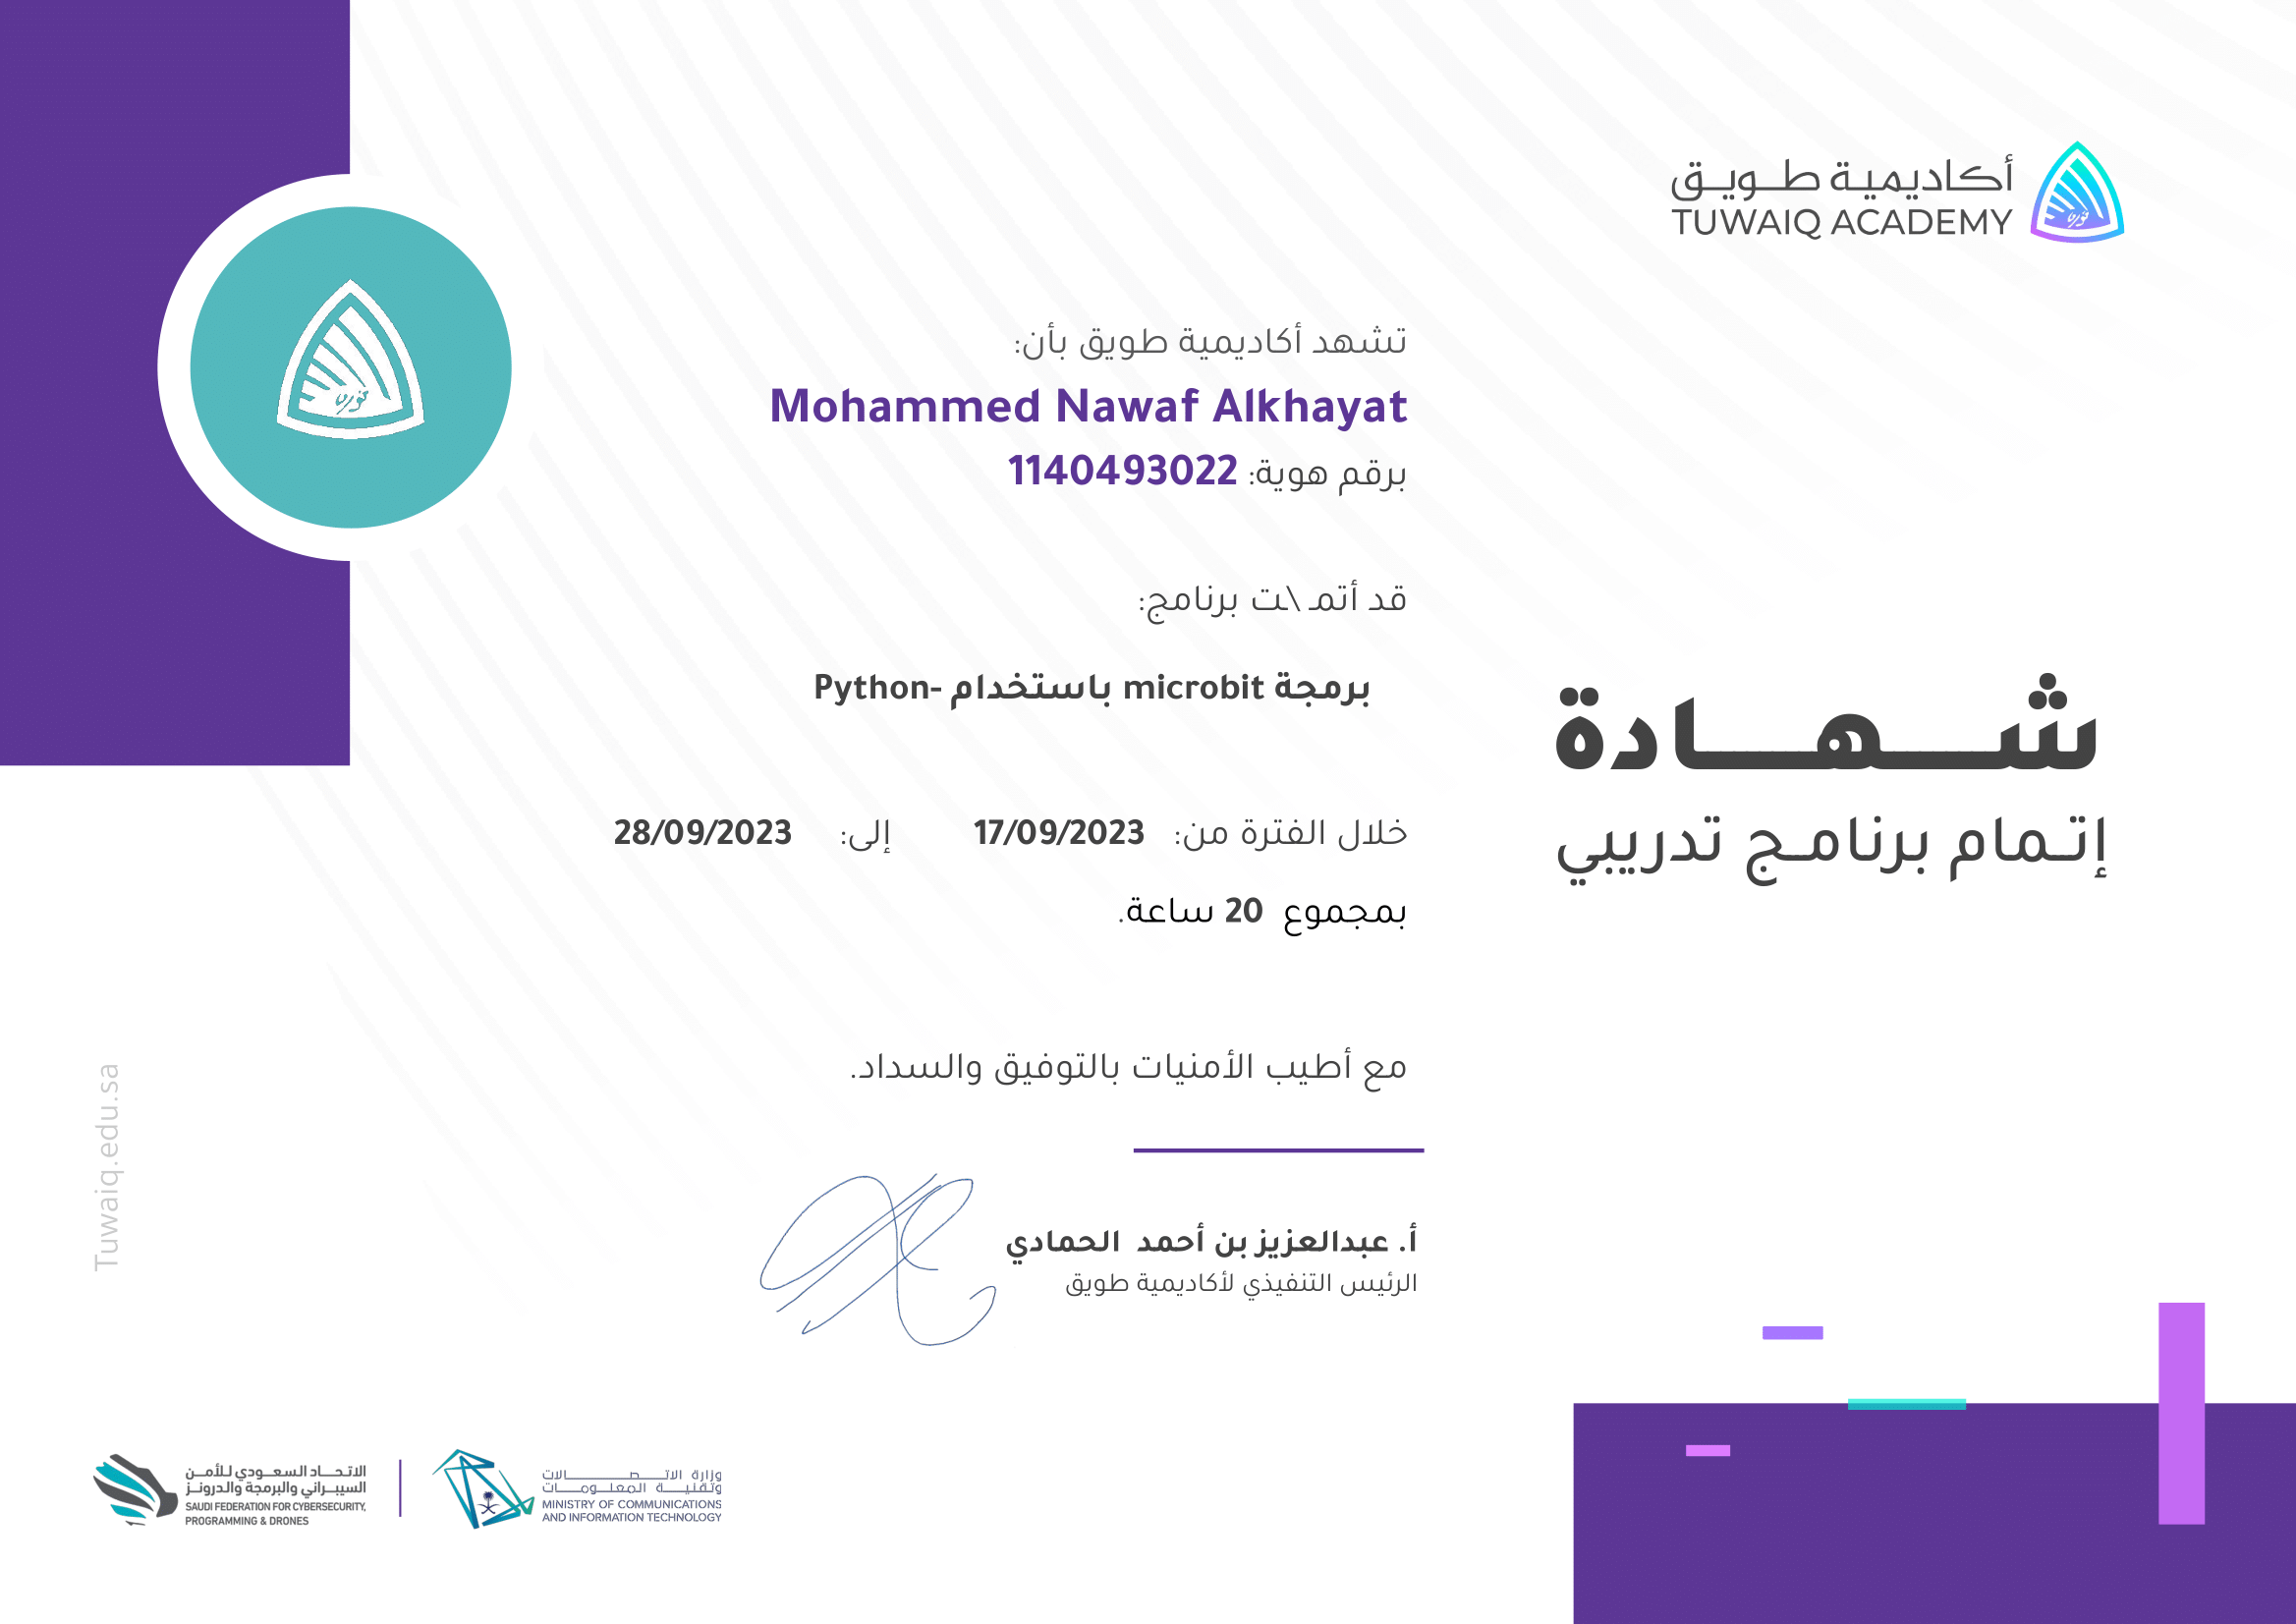 أكاديمية طويق
TUWAIQ ACADEMY
شهادة
إتمام برنامج تدريبي
تشهد أكاديمية طويق بأن:
Mohammed Nawaf Alkhayat
برقم هوية: 1140493022
قد أتمـ \ـت برنامج:
برمجة microbit باستخدام Python-
خلال الفترة من: 17/09/2023 إلى: 28/09/2023
بمجموع 20 ساعة.
مع أطيب الأمنيات بالتوفيق والسداد.
أ. عبدالعزيز بن أحمد الحمادي
الرئيس التنفيذي لأكاديمية طويق
Tuwaiq.edu.sa
وزارة الاتصالات
وتقنية المعلومات
MINISTRY OF COMMUNICATIONS
AND INFORMATION TECHNOLOGY
الاتحاد السعودي للأمن
السيبراني والبرمجة والدرونز
SAUDI FEDERATION FOR CYBERSECURITY,
PROGRAMMING & DRONES